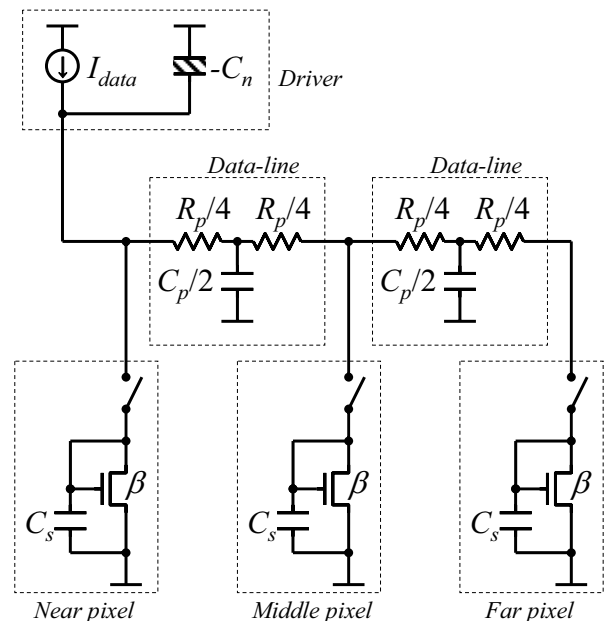 I_data
-C_n
Driver
Data-line
Data-line
R_p/4
R_p/4
R_p/4
R_p/4
C_p/2
C_p/2
β
β
β
C_s
C_s
C_s
Near pixel
Middle pixel
Far pixel